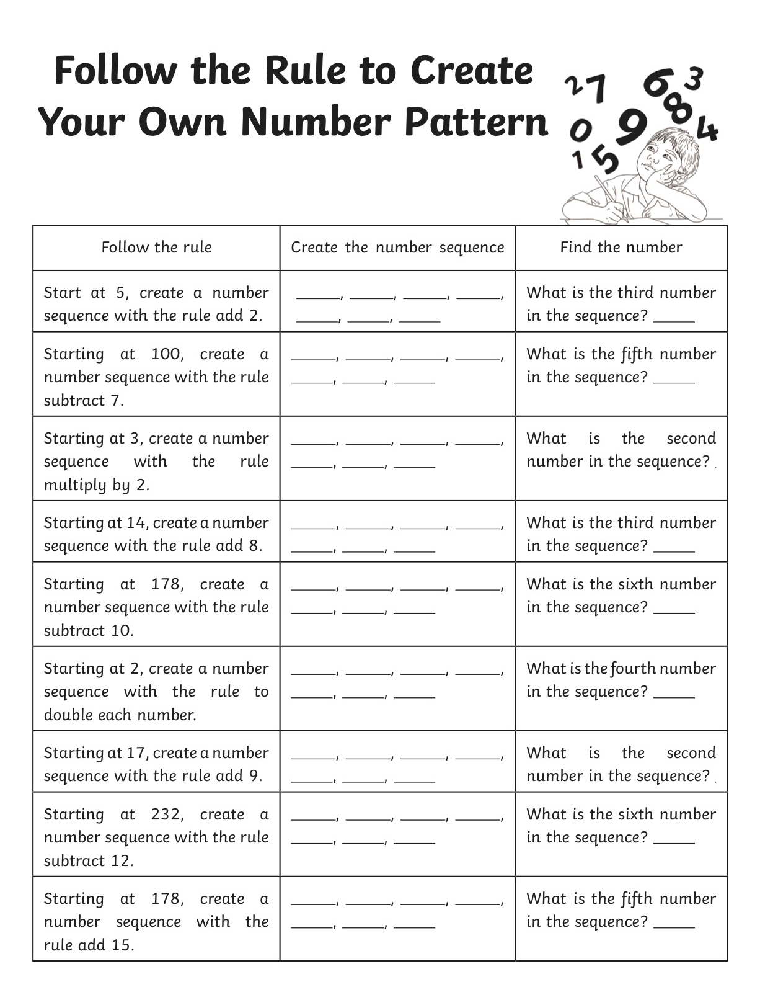 Follow the Rule to Create
Your Own Number Pattern
2 7 6 3
8
0 9 4
1 5
Follow the rule
Create the number sequence
Find the number
Start at 5, create a number
sequence with the rule add 2.
_____, _____, _____, _____,
_____, _____, _____
What is the third number
in the sequence? _____
Starting at 100, create a
number sequence with the rule
subtract 7.
_____, _____, _____, _____,
_____, _____, _____
What is the fifth number
in the sequence? _____
Starting at 3, create a number
sequence with the rule
multiply by 2.
_____, _____, _____, _____,
_____, _____, _____
What is the second
number in the sequence?
Starting at 14, create a number
sequence with the rule add 8.
_____, _____, _____, _____,
_____, _____, _____
What is the third number
in the sequence? _____
Starting at 178, create a
number sequence with the rule
subtract 10.
_____, _____, _____, _____,
_____, _____, _____
What is the sixth number
in the sequence? _____
Starting at 2, create a number
sequence with the rule to
double each number.
_____, _____, _____, _____,
_____, _____, _____
What is the fourth number
in the sequence? _____
Starting at 17, create a number
sequence with the rule add 9.
_____, _____, _____, _____,
_____, _____, _____
What is the second
number in the sequence?
Starting at 232, create a
number sequence with the rule
subtract 12.
_____, _____, _____, _____,
_____, _____, _____
What is the sixth number
in the sequence? _____
Starting at 178, create a
number sequence with the
rule add 15.
_____, _____, _____, _____,
_____, _____, _____
What is the fifth number
in the sequence? _____